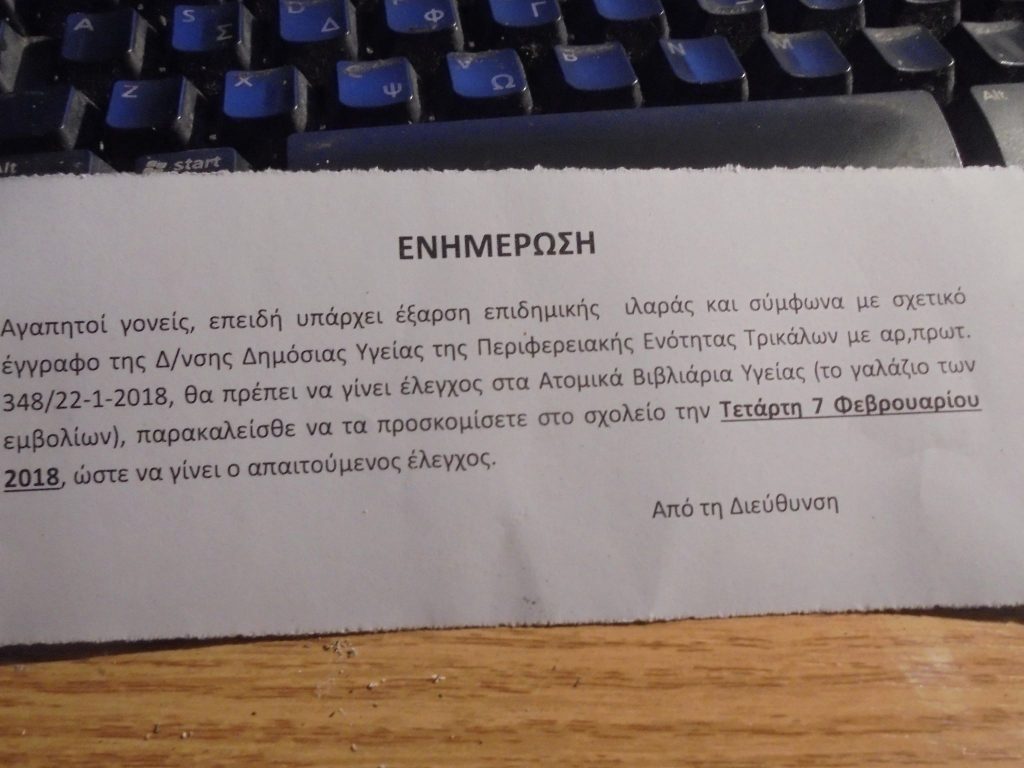 A
S Σ
D Δ
Φ
Γ
Z
X
Ψ
Ω
B
N
M
Alt
start
Alt
ΕΝΗΜΕΡΩΣΗ
Αγαπητοί γονείς, επειδή υπάρχει έξαρση επιδημικής ιλαράς και σύμφωνα με σχετικό
έγγραφο της Δ/νσης Δημόσιας Υγείας της Περιφερειακής Ενότητας Τρικάλων με αρ,πρωτ.
348/22-1-2018, θα πρέπει να γίνει έλεγχος στα Ατομικά Βιβλιάρια Υγείας (το γαλάζιο των
εμβολίων), παρακαλείσθε να τα προσκομίσετε στο σχολείο την Τετάρτη 7 Φεβρουαρίου
2018, ώστε να γίνει ο απαιτούμενος έλεγχος.
Από τη Διεύθυνση